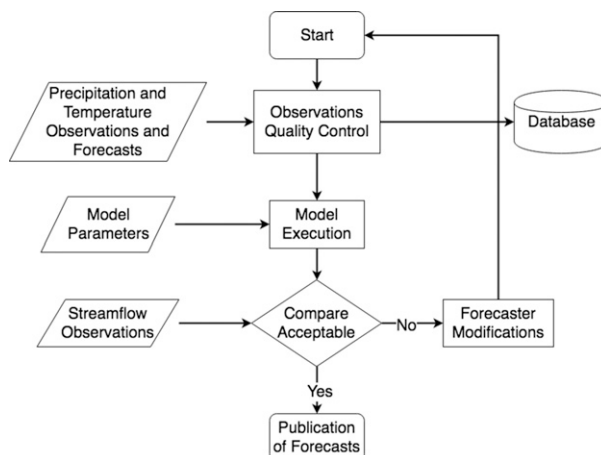 Start
Precipitation and
Temperature
Observations and
Forecasts
Observations
Quality Control
Database
Model
Parameters
Model
Execution
Streamflow
Observations
Compare
Acceptable
No
Forecaster
Modifications
Yes
Publication
of Forecasts